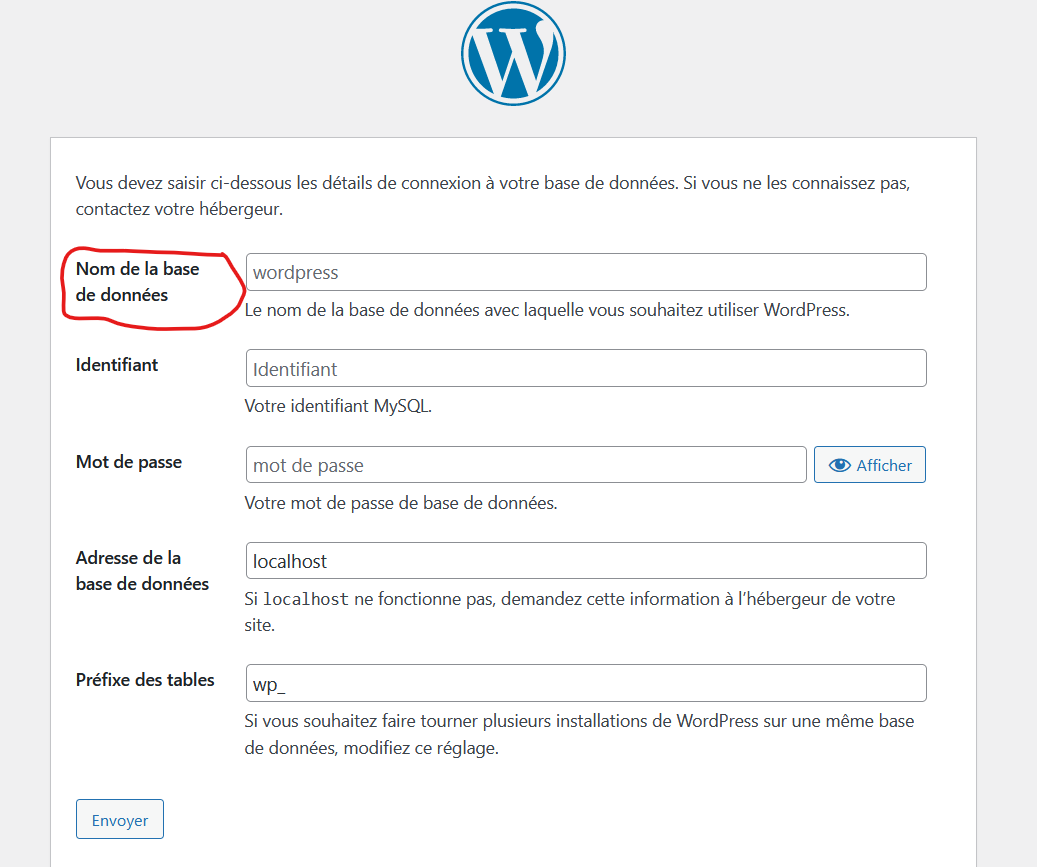 Vous devez saisir ci-dessous les détails de connexion à votre base de données. Si vous ne les connaissez pas,
contactez votre hébergeur.
Nom de la base
de données
wordpress
Le nom de la base de données avec laquelle vous souhaitez utiliser WordPress.
Identifiant
Identifiant
Votre identifiant MySQL.
Mot de passe
mot de passe
Afficher
Votre mot de passe de base de données.
Adresse de la
base de données
localhost
Si localhost ne fonctionne pas, demandez cette information à l’hébergeur de votre
site.
Préfixe des tables
wp_
Si vous souhaitez faire tourner plusieurs installations de WordPress sur une même base
de données, modifiez ce réglage.
Envoyer